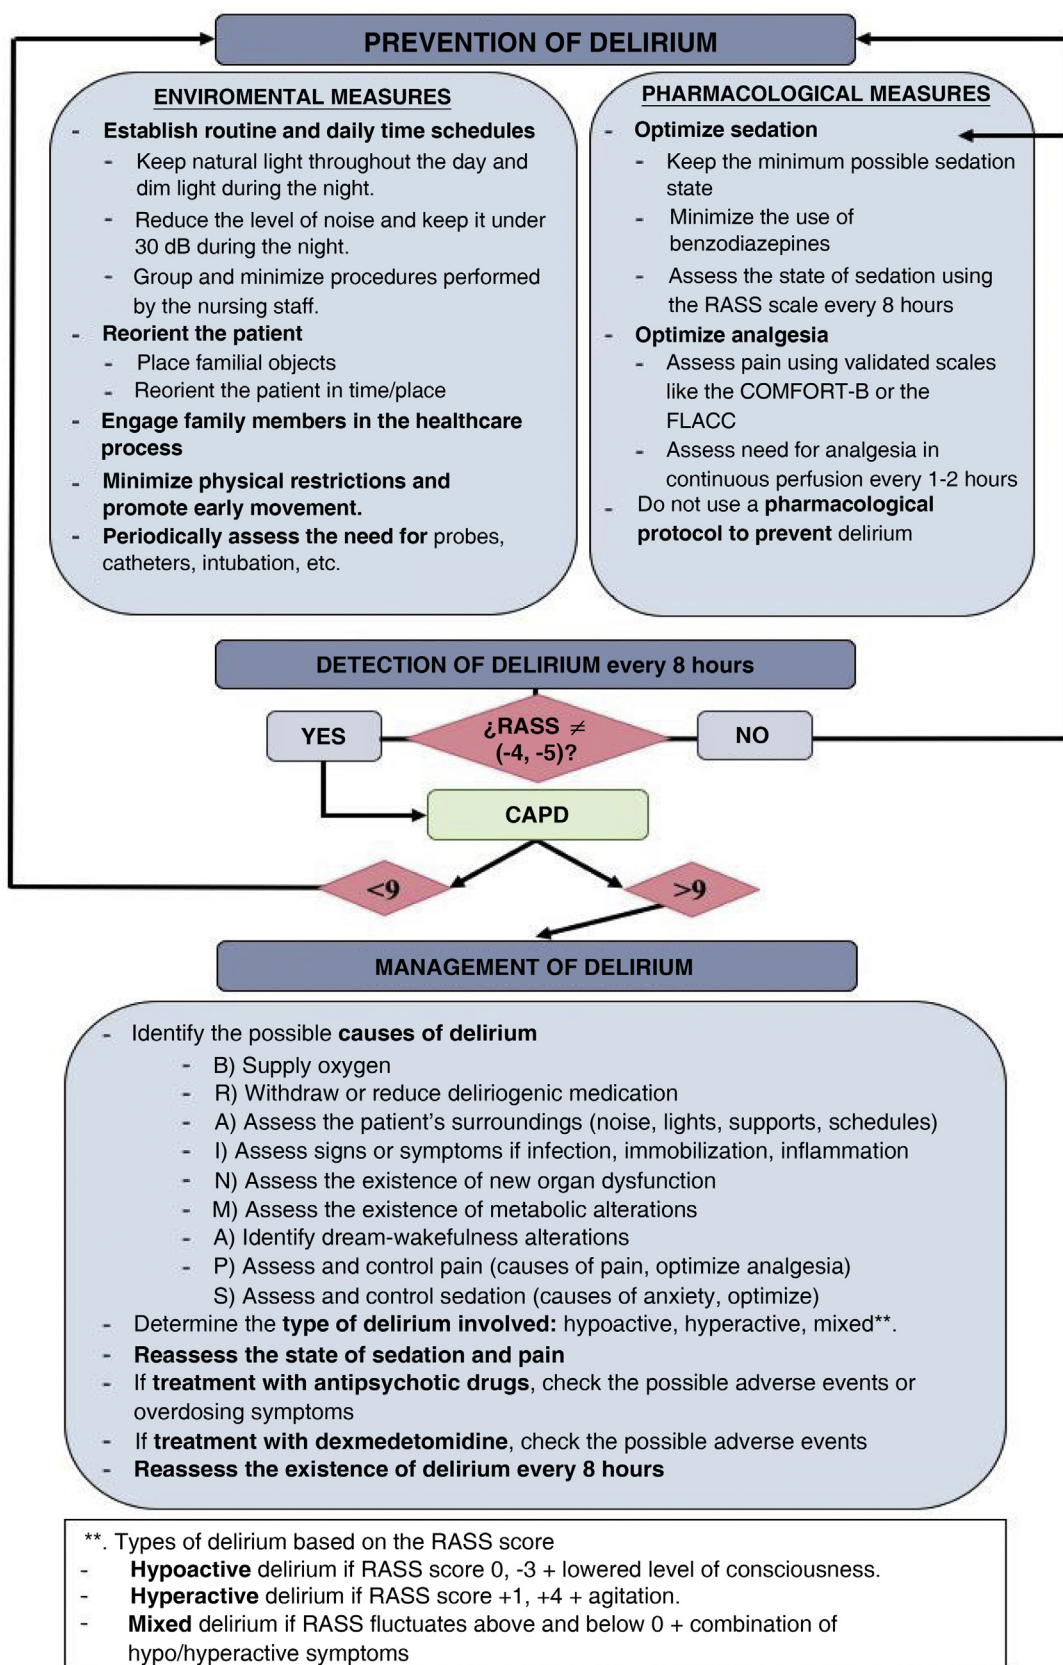 PREVENTION OF DELIRIUM
ENVIROMENTAL MEASURES
- Establish routine and daily time schedules
- Keep natural light throughout the day and
dim light during the night.
- Reduce the level of noise and keep it under
30 dB during the night.
- Group and minimize procedures performed
by the nursing staff.
- Reorient the patient
- Place familial objects
- Reorient the patient in time/place
- Engage family members in the healthcare
process
- Minimize physical restrictions and
promote early movement.
- Periodically assess the need for probes,
catheters, intubation, etc.
PHARMACOLOGICAL MEASURES
- Optimize sedation
- Keep the minimum possible sedation
state
- Minimize the use of
benzodiazepines
- Assess the state of sedation using
the RASS scale every 8 hours
- Optimize analgesia
- Assess pain using validated scales
like the COMFORT-B or the
FLACC
- Assess need for analgesia in
continuous perfusion every 1-2 hours
- Do not use a pharmacological
protocol to prevent delirium
DETECTION OF DELIRIUM every 8 hours
YES
¿RASS ≠
(-4, -5)?
NO
CAPD
<9
>9
MANAGEMENT OF DELIRIUM
- Identify the possible causes of delirium
- B) Supply oxygen
- R) Withdraw or reduce deliriogenic medication
- A) Assess the patient's surroundings (noise, lights, supports, schedules)
- I) Assess signs or symptoms if infection, immobilization, inflammation
- N) Assess the existence of new organ dysfunction
- M) Assess the existence of metabolic alterations
- A) Identify dream-wakefulness alterations
- P) Assess and control pain (causes of pain, optimize analgesia)
S) Assess and control sedation (causes of anxiety, optimize)
- Determine the type of delirium involved: hypoactive, hyperactive, mixed**.
- Reassess the state of sedation and pain
- If treatment with antipsychotic drugs, check the possible adverse events or
overdosing symptoms
- If treatment with dexmedetomidine, check the possible adverse events
- Reassess the existence of delirium every 8 hours
**. Types of delirium based on the RASS score
- Hypoactive delirium if RASS score 0, -3 + lowered level of consciousness.
- Hyperactive delirium if RASS score +1, +4 + agitation.
- Mixed delirium if RASS fluctuates above and below 0 + combination of
hypo/hyperactive symptoms